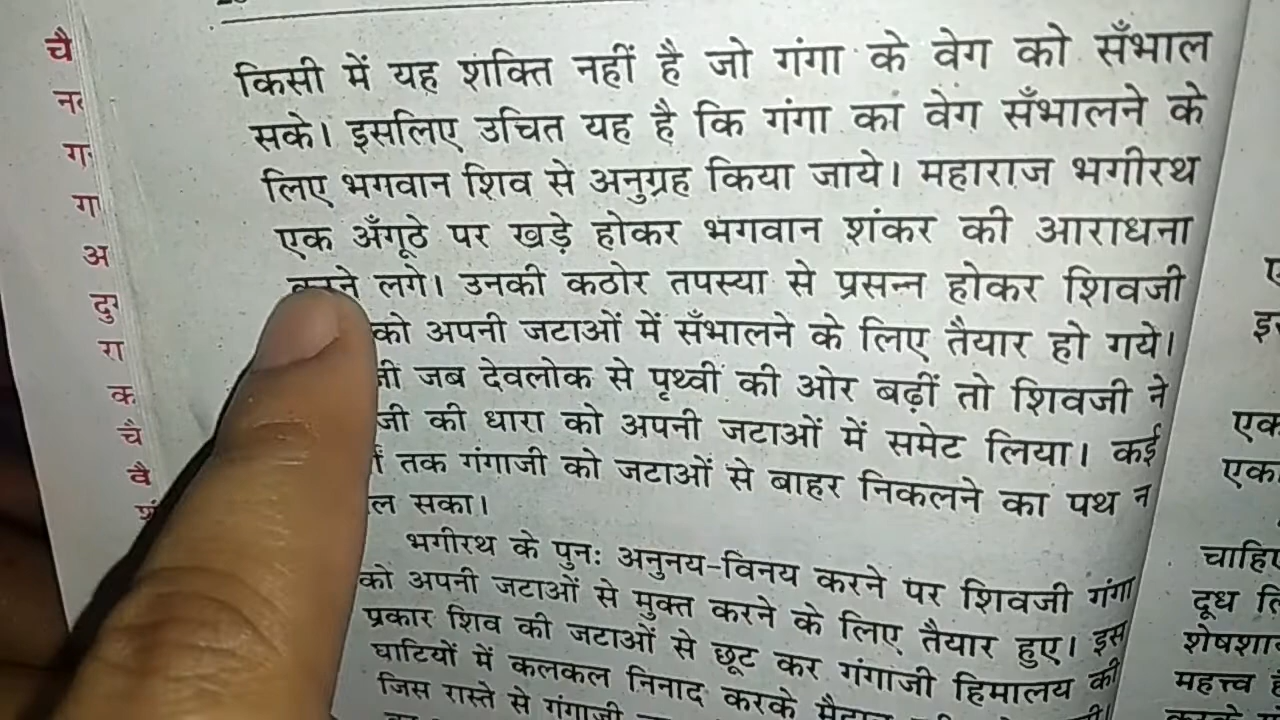 किसी में यह शक्ति नहीं है जो गंगा के वेग को सँभाल
सके। इसलिए उचित यह है कि गंगा का वेग सँभालने के
लिए भगवान शिव से अनुग्रह किया जाये। महाराज भगीरथ
एक अँगूठे पर खड़े होकर भगवान शंकर की आराधना
करने लगे। उनकी कठोर तपस्या से प्रसन्न होकर शिवजी
को अपनी जटाओं में सँभालने के लिए तैयार हो गये।
जब देवलोक से पृथ्वी की ओर बढ़ीं तो शिवजी ने
जी की धारा को अपनी जटाओं में समेट लिया। कई
तक गंगाजी को जटाओं से बाहर निकलने का पथ न
सका।
भगीरथ के पुनः अनुनय-विनय करने पर शिवजी गंगा
को अपनी जटाओं से मुक्त करने के लिए तैयार हुए। इस
प्रकार शिव की जटाओं से छूट कर गंगाजी हिमालय की
घाटियों में कलकल निनाद करके
जिस रास्ते से गंगाजी
चै
अ
रा
क
चै
वै
एक
चाहिए
दूध
महत्त्व